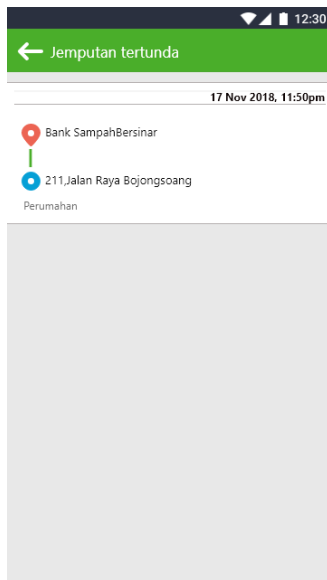 12:30
Jemputan tertunda
17 Nov 2018, 11:50pm
Bank SampahBersinar
211,Jalan Raya Bojongsoang
Perumahan